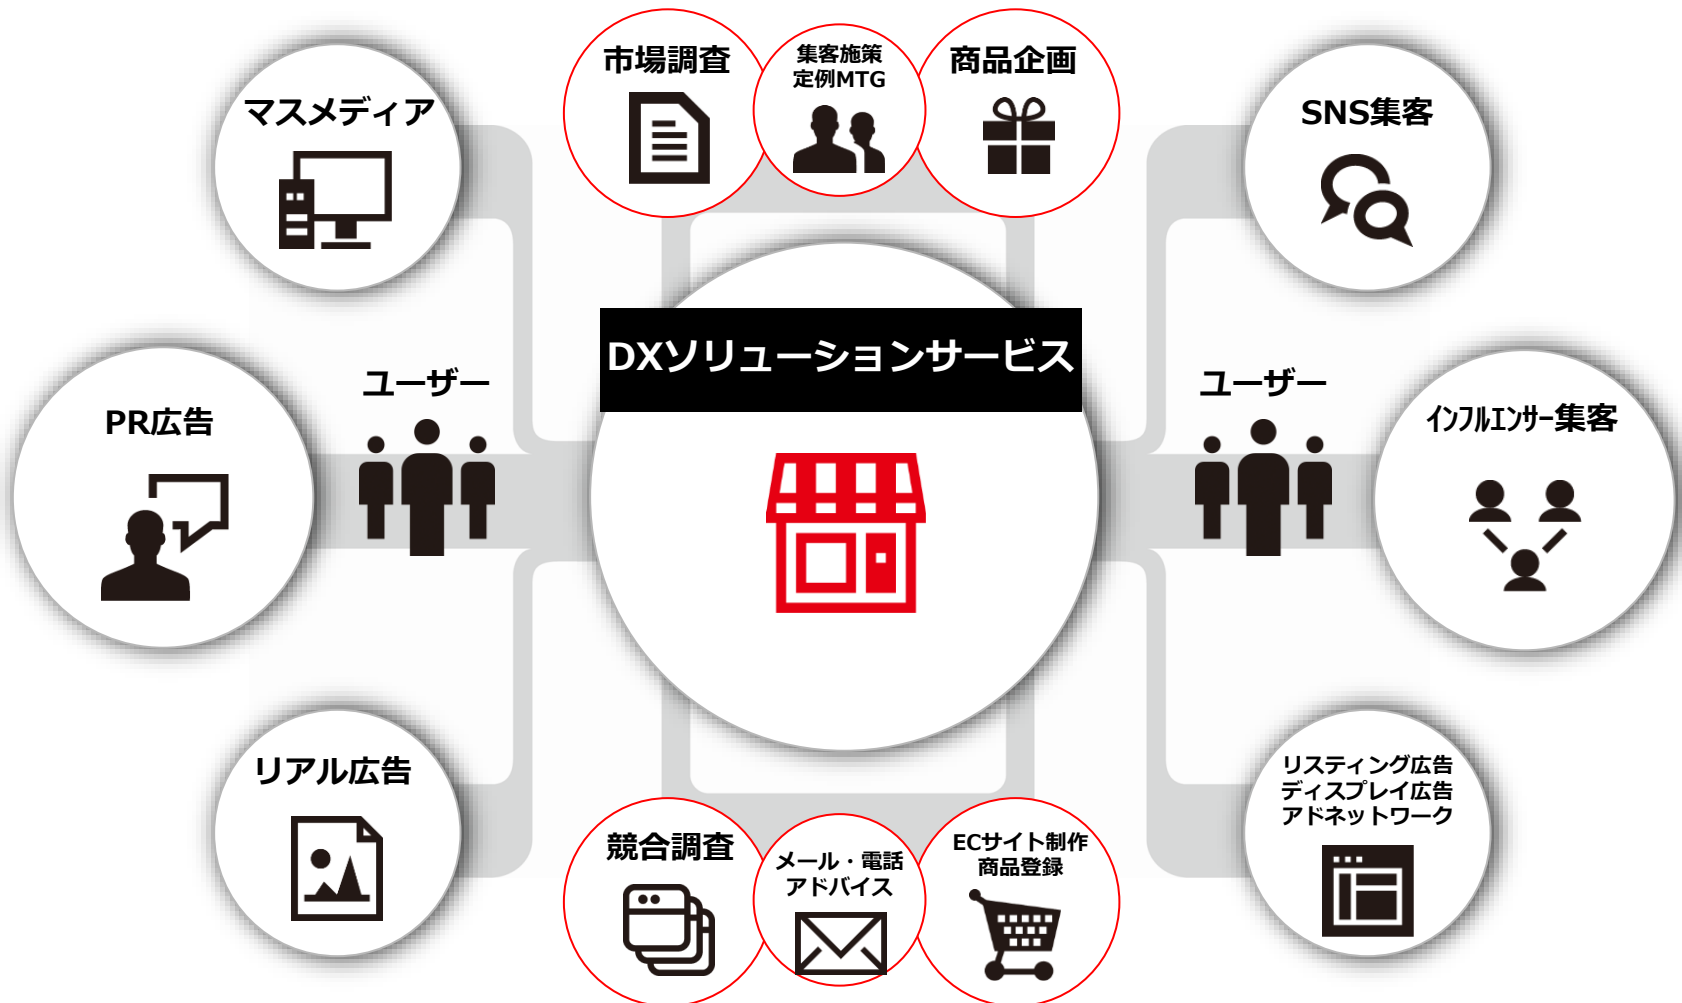 市場調査
集客施策
定例MTG
商品企画
マスメディア
SNS集客
DXソリューションサービス
ユーザー
ユーザー
PR広告
インフルエンサー集客
リアル広告
リスティング広告
ディスプレイ広告
アドネットワーク
競合調査
メール・電話
アドバイス
ECサイト制作
商品登録